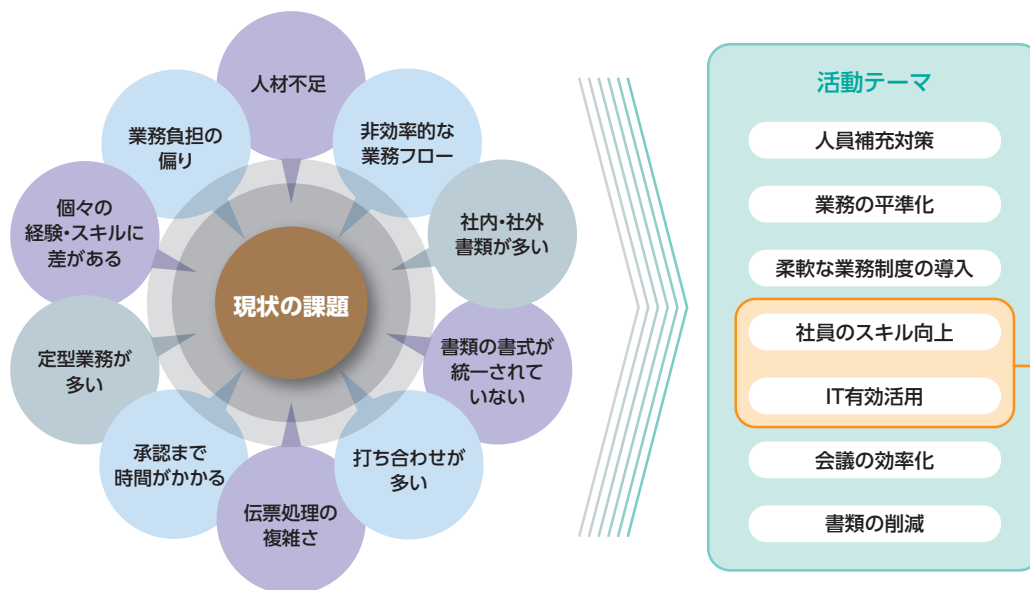 人材不足
非効率的な
業務フロー
社内・社外
書類が多い
書類の書式が
統一されて
いない
打ち合わせが
多い
伝票処理の
複雑さ
承認まで
時間がかかる
定型業務が
多い
個々の
経験・スキルに
差がある
業務負担の
偏り
現状の課題
活動テーマ
人員補充対策
業務の平準化
柔軟な業務制度の導入
社員のスキル向上
IT有効活用
会議の効率化
書類の削減